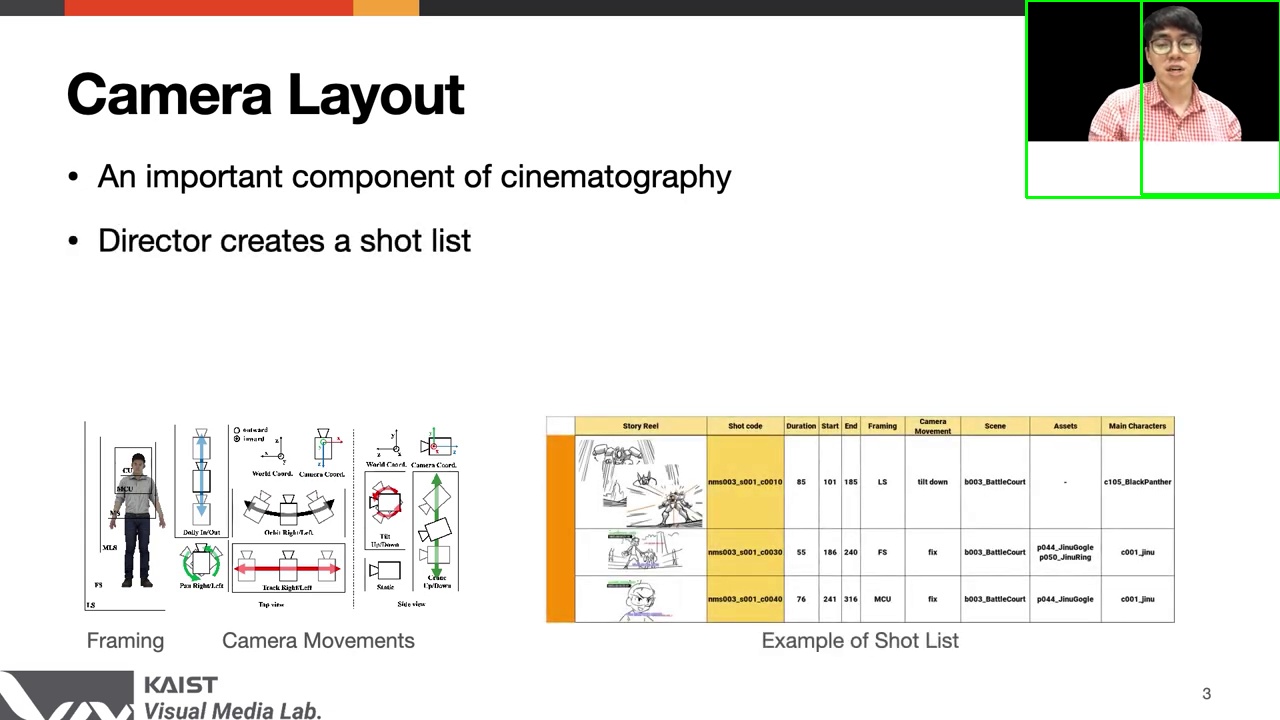 Camera Layout
• An important component of cinematography
• Director creates a shot list
CU
MCU
MS
MLS
FS
LS
Dolly In/Out
Pan Right/Left
outward
inward
World Coord. Camera Coord.
Orbit Right/Left
Track Right/Left
Top view
World Coord. Camera Coord.
Tilt
Up/Down
Static
Crane
Up/Down
Side view
Framing
Camera Movements
Story Reel Shot code Duration Start End Framing Camera Movement Scene Assets Main Characters
nms003_s001_c0010 85 101 185 LS tilt down b003_BattleCourt - c105_BlackPanther
nms003_s001_c0030 55 186 240 FS fix b003_BattleCourt p044_JinuGogle p050_JinuRing c001_jinu
nms003_s001_c0040 76 241 316 MCU fix b003_BattleCourt p044_JinuGogle c001_jinu
Example of Shot List
KAIST
Visual Media Lab.
3